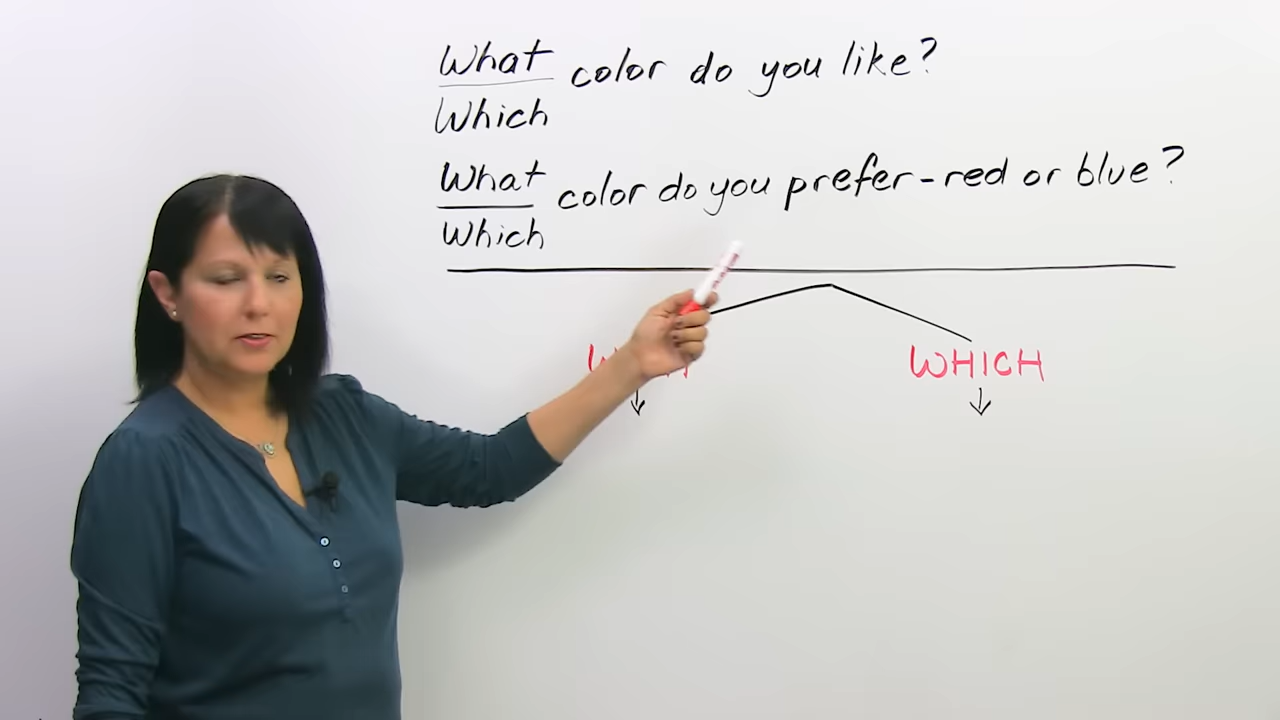 What color do you like?
Which
What color do you prefer-red or blue?
Which
WHICH